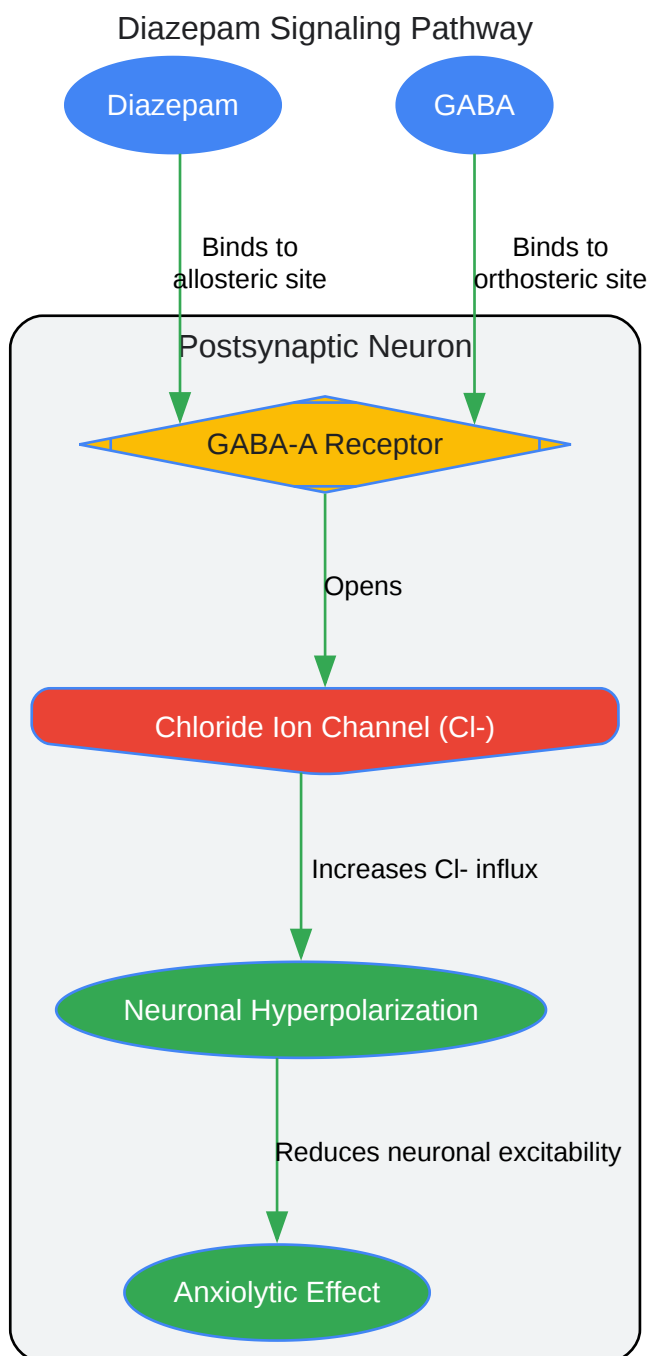 Diazepam Signaling Pathway
Diazepam
GABA
Binds to
allosteric site
Binds to
orthosteric site
Postsynaptic Neuron
GABA-A Receptor
Opens
Chloride Ion Channel (Cl-)
Increases Cl- influx
Neuronal Hyperpolarization
Reduces neuronal excitability
Anxiolytic Effect